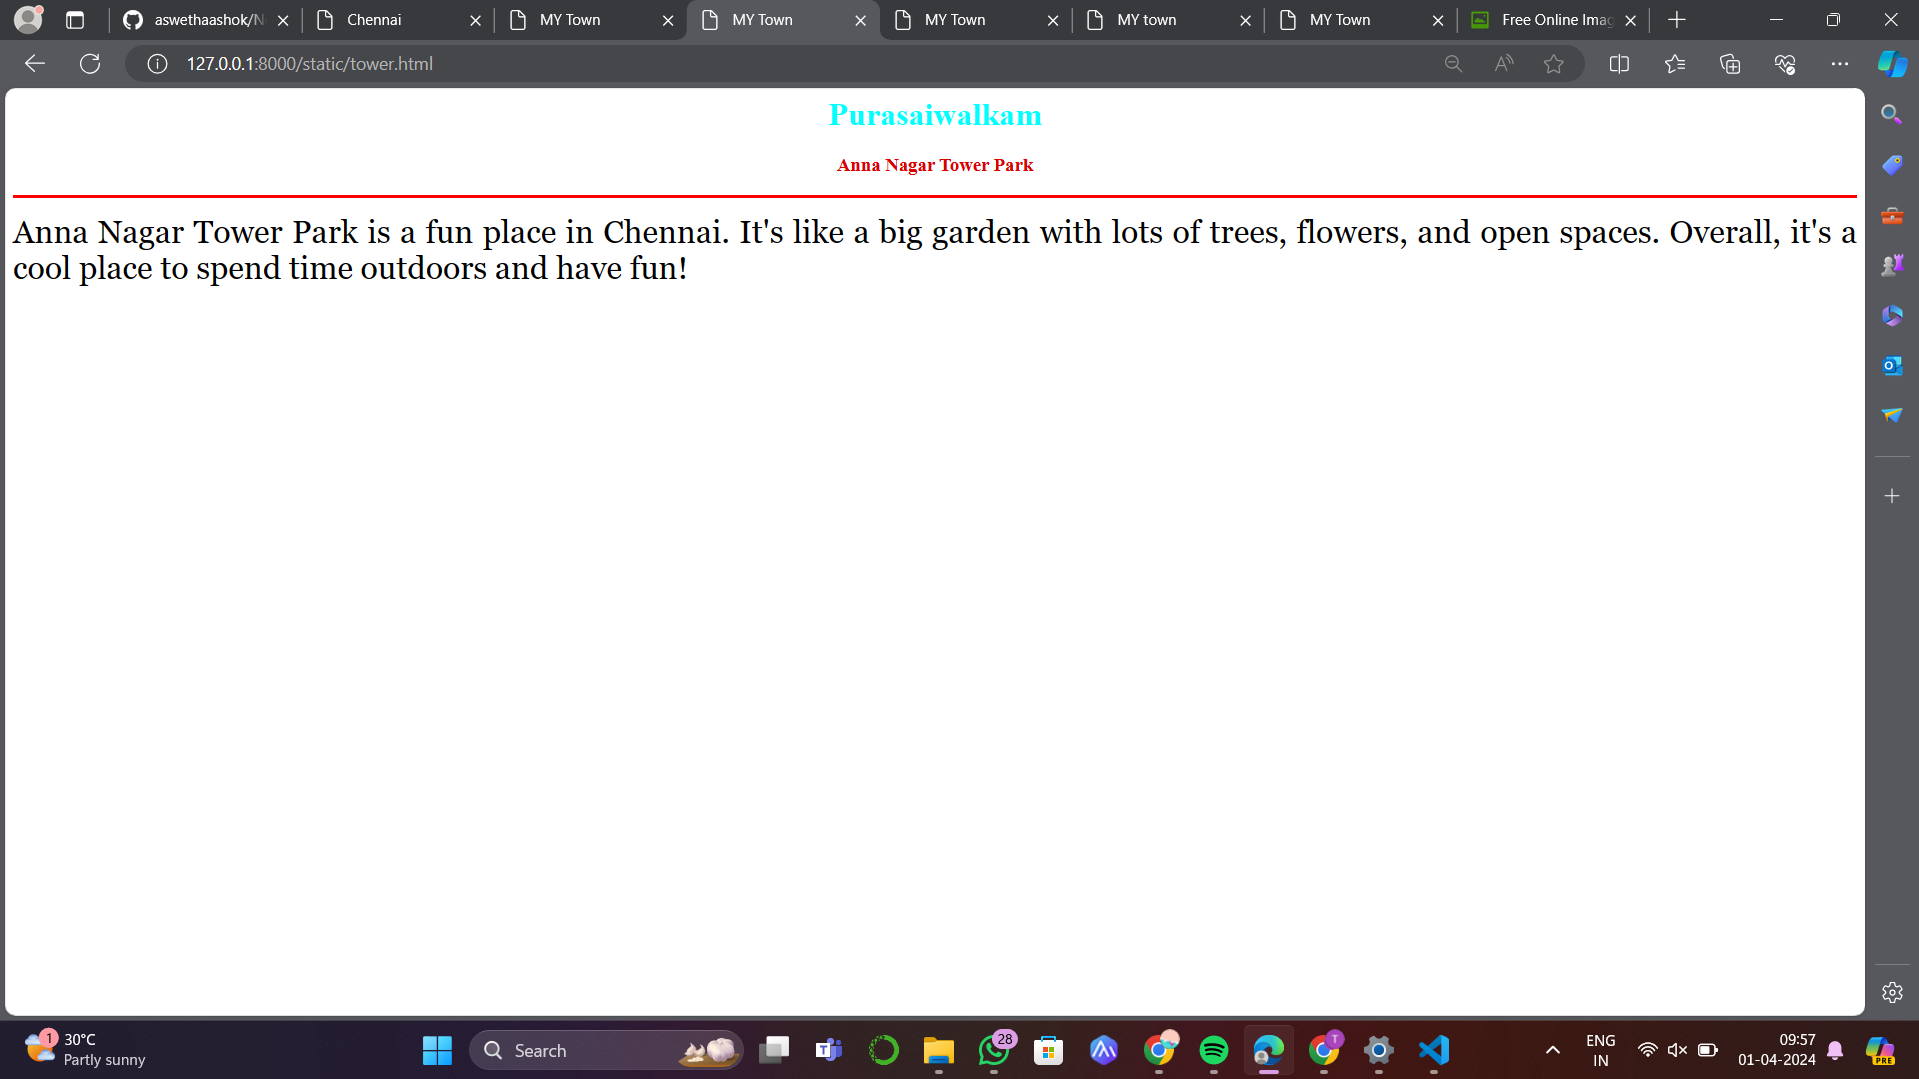 aswethaashok/N
Chennai
MY Town
MY Town
MY Town
MY town
MY Town
Free Online Imag
127.0.0.1:8000/static/tower.html
Purasaiwalkam
Anna Nagar Tower Park
Anna Nagar Tower Park is a fun place in Chennai. It's like a big garden with lots of trees, flowers, and open spaces. Overall, it's a
cool place to spend time outdoors and have fun!
1
30°C
Partly sunny
Search
28
T
ENG
IN
09:57
01-04-2024
PRE